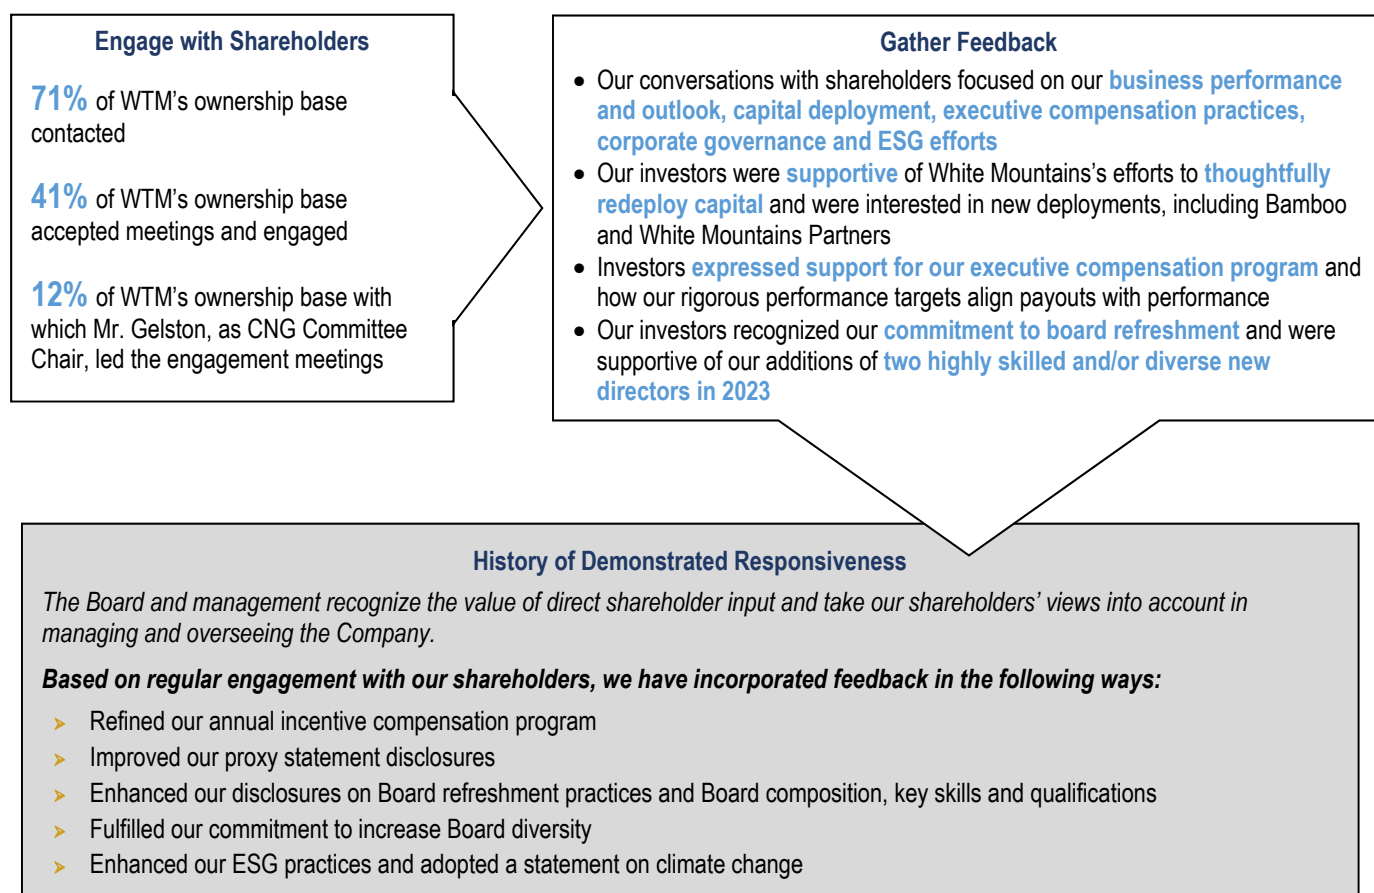 Engage with Shareholders
71% of WTM’s ownership base
contacted
41% of WTM’s ownership base
accepted meetings and engaged
12% of WTM’s ownership base with
which Mr. Gelston, as CNG Committee
Chair, led the engagement meetings
Gather Feedback
• Our conversations with shareholders focused on our business performance
and outlook, capital deployment, executive compensation practices,
corporate governance and ESG efforts
• Our investors were supportive of White Mountains’s efforts to thoughtfully
redeploy capital and were interested in new deployments, including Bamboo
and White Mountains Partners
• Investors expressed support for our executive compensation program and
how our rigorous performance targets align payouts with performance
• Our investors recognized our commitment to board refreshment and were
supportive of our additions of two highly skilled and/or diverse new
directors in 2023
History of Demonstrated Responsiveness
The Board and management recognize the value of direct shareholder input and take our shareholders’ views into account in
managing and overseeing the Company.
Based on regular engagement with our shareholders, we have incorporated feedback in the following ways:
➢ Refined our annual incentive compensation program
➢ Improved our proxy statement disclosures
➢ Enhanced our disclosures on Board refreshment practices and Board composition, key skills and qualifications
➢ Fulfilled our commitment to increase Board diversity
➢ Enhanced our ESG practices and adopted a statement on climate change